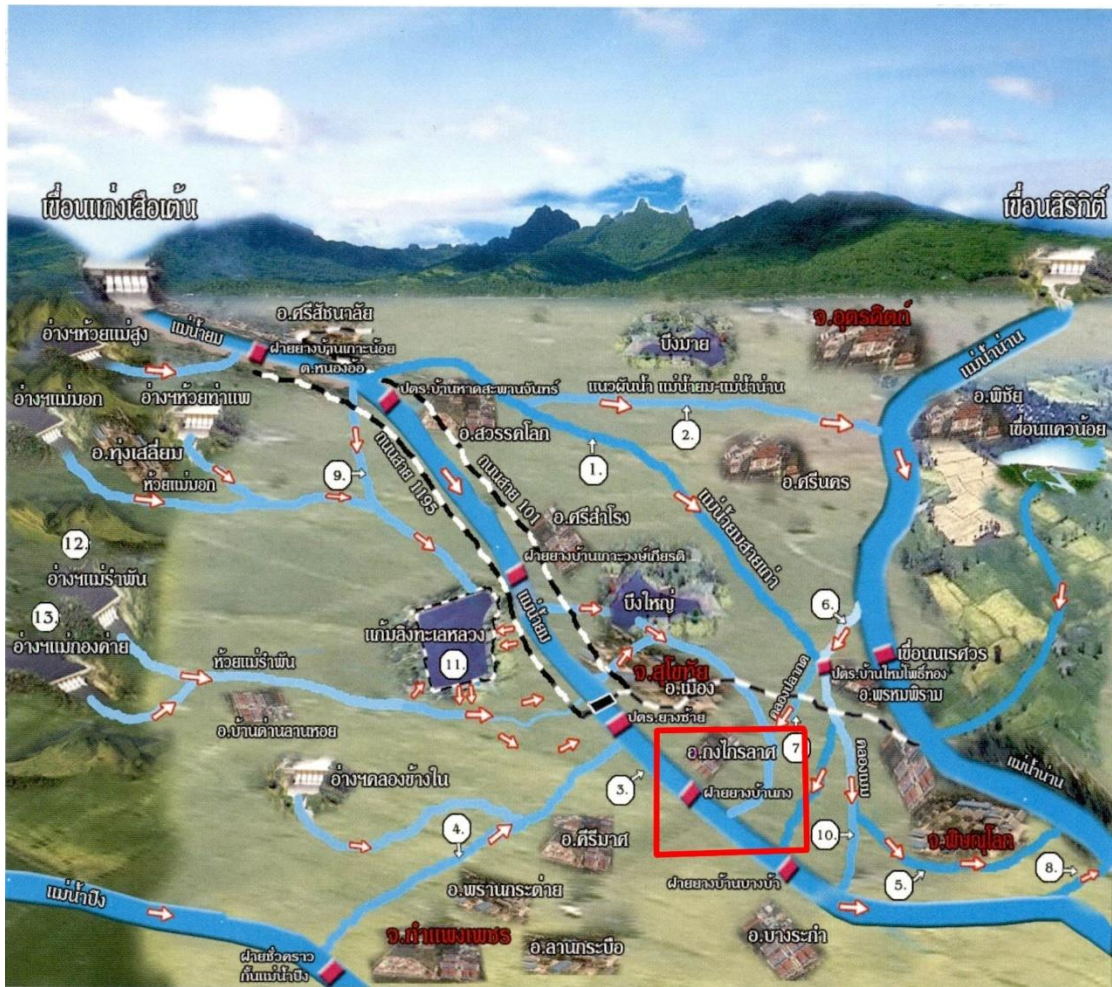 เขื่อนแก่งเสือเต้น
เขื่อนสิริกิติ์
แม่น้ำยม
อ.ศรีสัชนาลัย
จ.อุตรดิตถ์
อ่างฯห้วยแม่สูง
ฝายยางบ้านเกาะน้อย
ต.หนองอ้อ
บึงมาย
แม่น้ำน่าน
ปตร.บ้านหาดสะพานจันทร์
แนวผันน้ำ แม่น้ำยม-แม่น้ำน่าน
อ่างฯแม่มอก
อ่างฯห้วยท่าแพ
อ.พิชัย
เขื่อนแควน้อย
อ.สวรรคโลก
2.
1.
อ.ทุ่งเสลี่ยม
ห้วยแม่มอก
9.
ถนนสาย 1195
ถนนสาย 101
อ.ศรีนคร
แม่น้ำยมสายเก่า
อ.ศรีสำโรง
12.
อ่างฯแม่รำพัน
ฝายยางบ้านเกาะวงษ์เกียรติ์
13.
อ่างฯแม่กองค่าย
แม่น้ำยม
บึงใหญ่
6.
แก้มลิงทะเลหลวง
11.
ห้วยแม่รำพัน
เขื่อนนเรศวร
จ.สุโขทัย
อ.เมือง
ปตร.บ้านใหม่โพธิ์ทอง
อ.พรหมพิราม
อ.บ้านด่านลานหอย
ปตร.ยางซ้าย
7.
อ.กงไกรลาศ
แม่น้ำน่าน
อ่างฯคลองข้างใน
3.
ฝายยางบ้านกง
4.
อ.คีรีมาศ
10.
จ.พิษณุโลก
5.
8.
แม่น้ำปิง
อ.พรานกระต่าย
ฝายยางบ้านบางบ้า
จ.กำแพงเพชร
อ.ลานกระบือ
อ.บางระกำ
ฝายชั่วคราว
กั้นแม่น้ำปิง